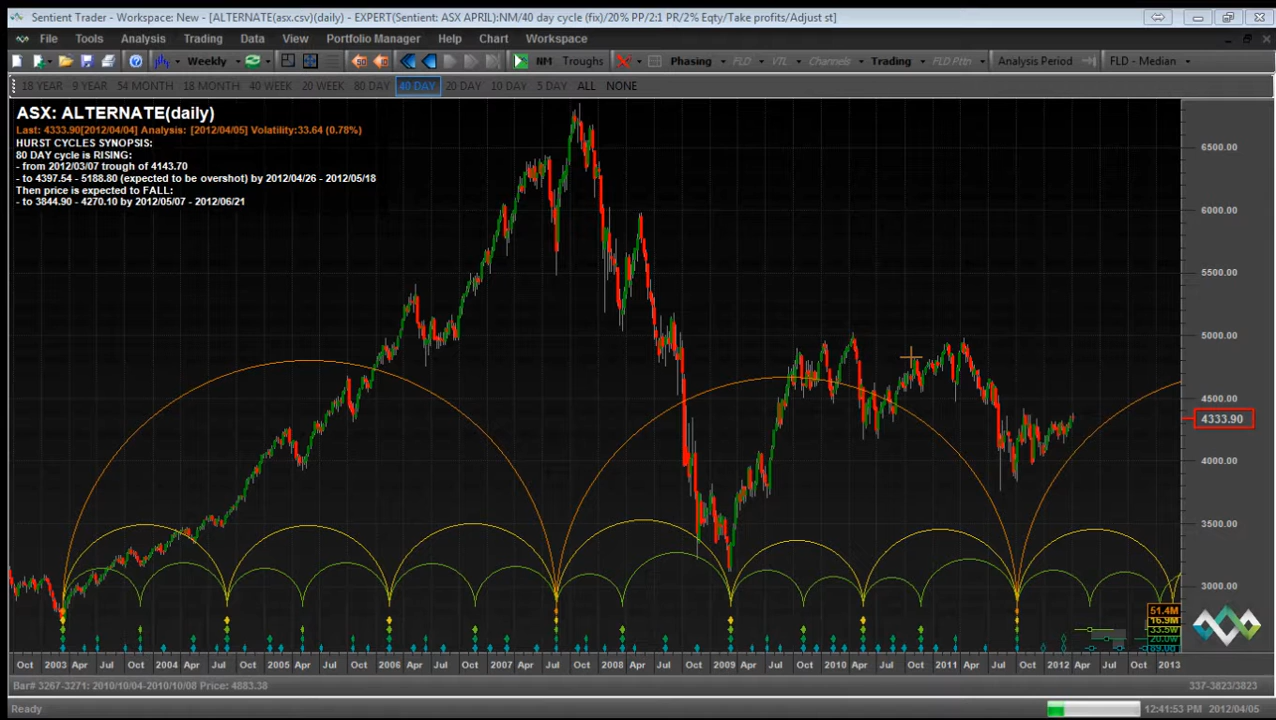 Sentient Trader - Workspace: New - [ALTERNATE(asx.csv)(daily) - EXPERT(Sentient: ASX APRIL):NM/40 day cycle (fix)/20% PP/2:1 PR/2% Eqty/Take profits/Adjust st]
File Tools Analysis Trading Data View Portfolio Manager Help Chart Workspace
Weekly NM Troughs Phasing FLD VTL Channels Trading FLD Pttn Analysis Period FLD - Median
18 YEAR 9 YEAR 54 MONTH 18 MONTH 40 WEEK 20 WEEK 80 DAY 40 DAY 20 DAY 10 DAY 5 DAY ALL NONE
ASX: ALTERNATE(daily)
Last: 4333.90[2012/04/04] Analysis: [2012/04/05] Volatility:33.64 (0.78%)
HURST CYCLES SYNOPSIS:
80 DAY cycle is RISING:
- from 2012/03/07 trough of 4143.70
- to 4397.54 - 5188.80 (expected to be overshot) by 2012/04/26 - 2012/05/18
Then price is expected to FALL:
- to 3844.90 - 4270.10 by 2012/05/07 - 2012/06/21
6500.00
6000.00
5500.00
5000.00
4500.00
4333.90
4000.00
3500.00
3000.00
51.4M
16.9M
33.5W
20.0W
Oct 2003 Apr Jul Oct 2004 Apr Jul Oct 2005 Apr Jul Oct 2006 Apr Jul Oct 2007 Apr Jul Oct 2008 Apr Jul Oct 2009 Apr Jul Oct 2010 Apr Jul Oct 2011 Apr Jul Oct 2012 Apr Jul Oct 2013
Bar# 3267-3271: 2010/10/04-2010/10/08 Price: 4883.38 337-3823/3823
Ready 12:41:53 PM 2012/04/05